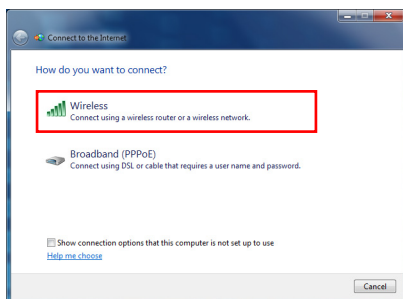 Connect to the Internet
How do you want to connect?
Wireless
Connect using a wireless router or a wireless network.
Broadband (PPPoE)
Connect using DSL or cable that requires a user name and password.
Show connection options that this computer is not set up to use
Help me choose
Cancel